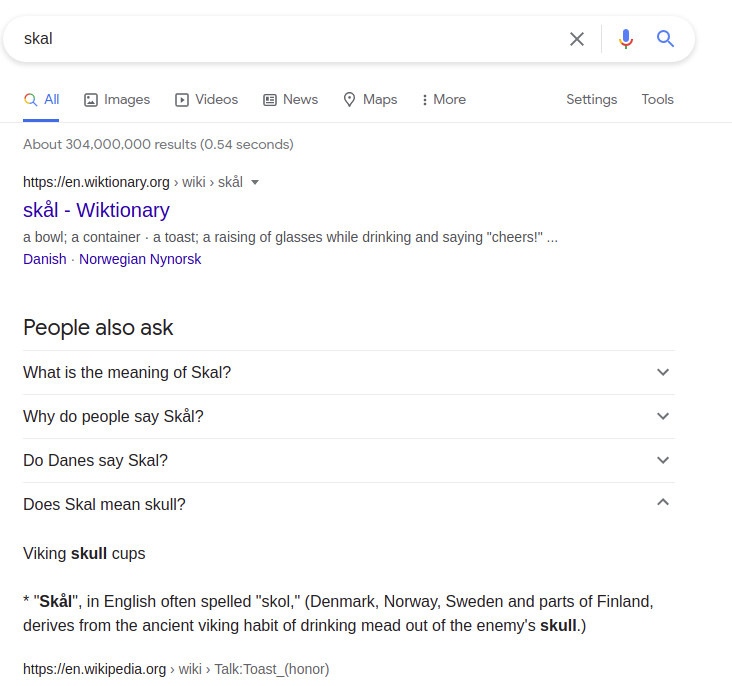 skal
All Images Videos News Maps More Settings Tools
About 304,000,000 results (0.54 seconds)
https://en.wiktionary.org › wiki › skål
skål - Wiktionary
a bowl; a container · a toast; a raising of glasses while drinking and saying "cheers!" ...
Danish · Norwegian Nynorsk
People also ask
What is the meaning of Skal?
Why do people say Skål?
Do Danes say Skal?
Does Skal mean skull?
Viking skull cups
* "Skål", in English often spelled "skol," (Denmark, Norway, Sweden and parts of Finland,
derives from the ancient viking habit of drinking mead out of the enemy's skull.)
https://en.wikipedia.org › wiki › Talk:Toast_(honor)